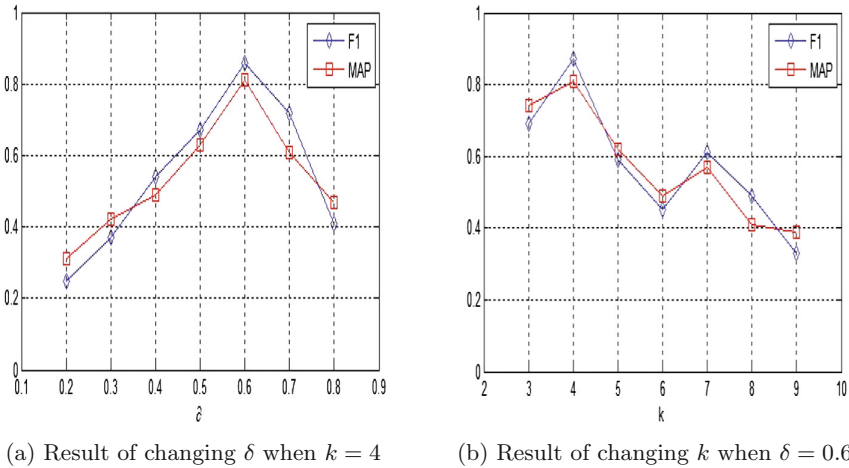 1
0.8
0.6
0.4
0.2
0
0.1 0.2 0.3 0.4 0.5 0.6 0.7 0.8 0.9
∂
F1
MAP
(a) Result of changing δ when k = 4
1
0.8
0.6
0.4
0.2
0
2 3 4 5 6 7 8 9 10
k
F1
MAP
(b) Result of changing k when δ = 0.6